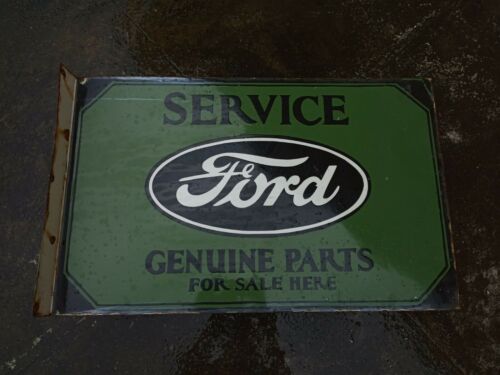 SERVICE
Ford
GENUINE PARTS
FOR SALE HERE